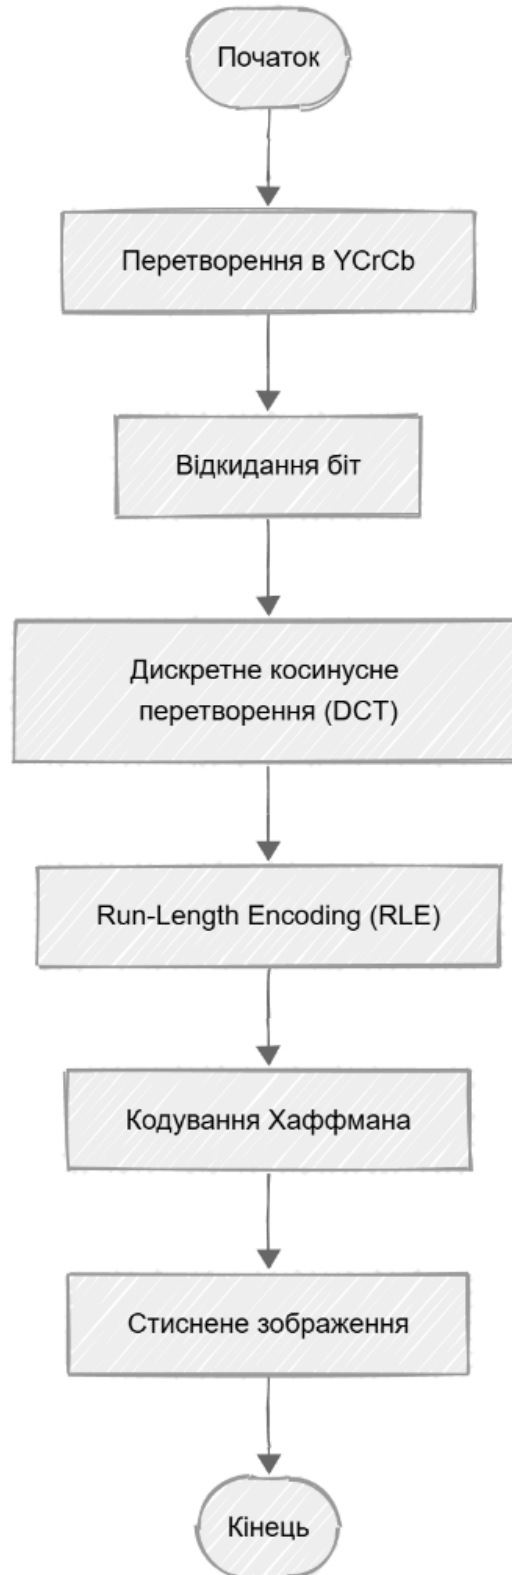 Початок
Перетворення в YCrCb
Відкидання біт
Дискретне косинусне
перетворення (DCT)
Run-Length Encoding (RLE)
Кодування Хаффмана
Стиснене зображення
Кінець